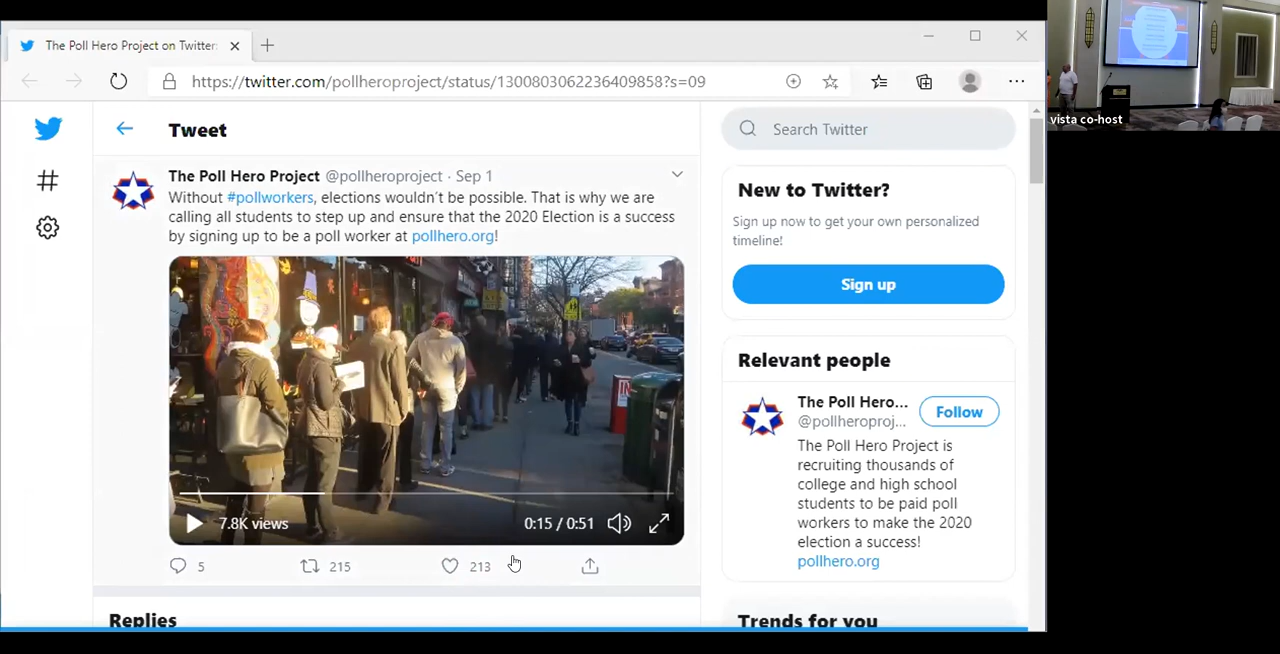 The Poll Hero Project on Twitter:
https://twitter.com/pollheroproject/status/1300803062236409858?s=09
vista co-host
Tweet
The Poll Hero Project @pollheroproject · Sep 1
Without #pollworkers, elections wouldn't be possible. That is why we are
calling all students to step up and ensure that the 2020 Election is a success
by signing up to be a poll worker at pollhero.org!
7.8K views
0:15 / 0:51
5
215
213
Replies
Search Twitter
New to Twitter?
Sign up now to get your own personalized
timeline!
Sign up
Relevant people
The Poll Hero...
@pollheroproj...
Follow
The Poll Hero Project is
recruiting thousands of
college and high school
students to be paid poll
workers to make the 2020
election a success!
pollhero.org
Trends for you